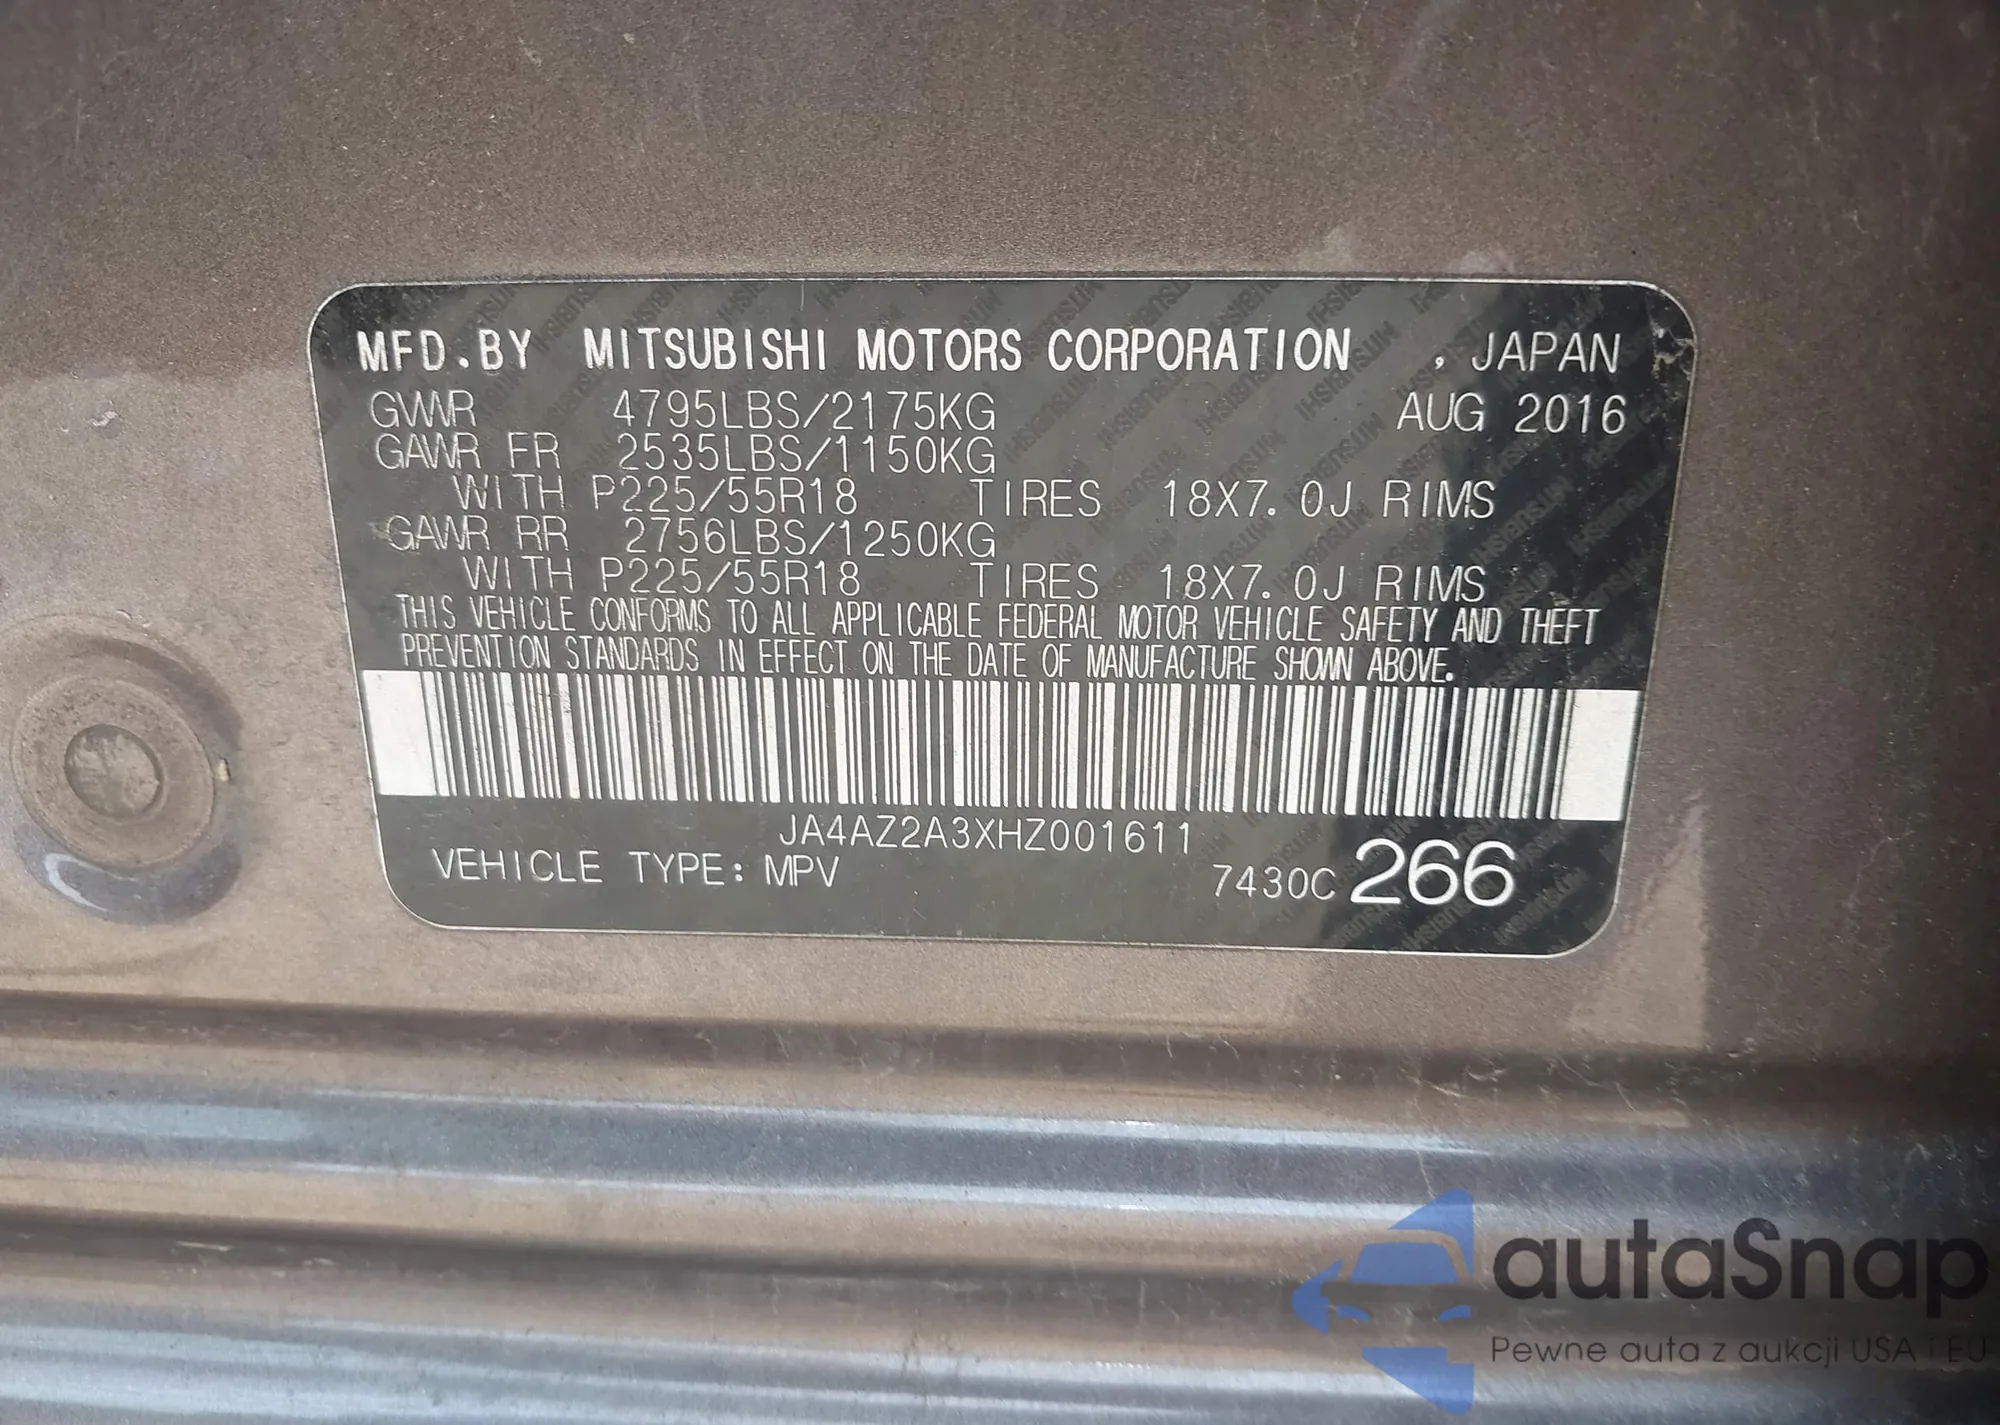 MFD.BY MITSUBISHI MOTORS CORPORATION , JAPAN
GVWR 4795LBS/2175KG AUG 2016
GAWR FR 2535LBS/1150KG
WITH P225/55R18 TIRES 18X7.0J RIMS
GAWR RR 2756LBS/1250KG
WITH P225/55R18 TIRES 18X7.0J RIMS
THIS VEHICLE CONFORMS TO ALL APPLICABLE FEDERAL MOTOR VEHICLE SAFETY AND THEFT
PREVENTION STANDARDS IN EFFECT ON THE DATE OF MANUFACTURE SHOWN ABOVE.
JA4AZ2A3XHZ001611
VEHICLE TYPE: MPV 7430C 266
autaSnap
Pewne auta z aukcji USA i EU